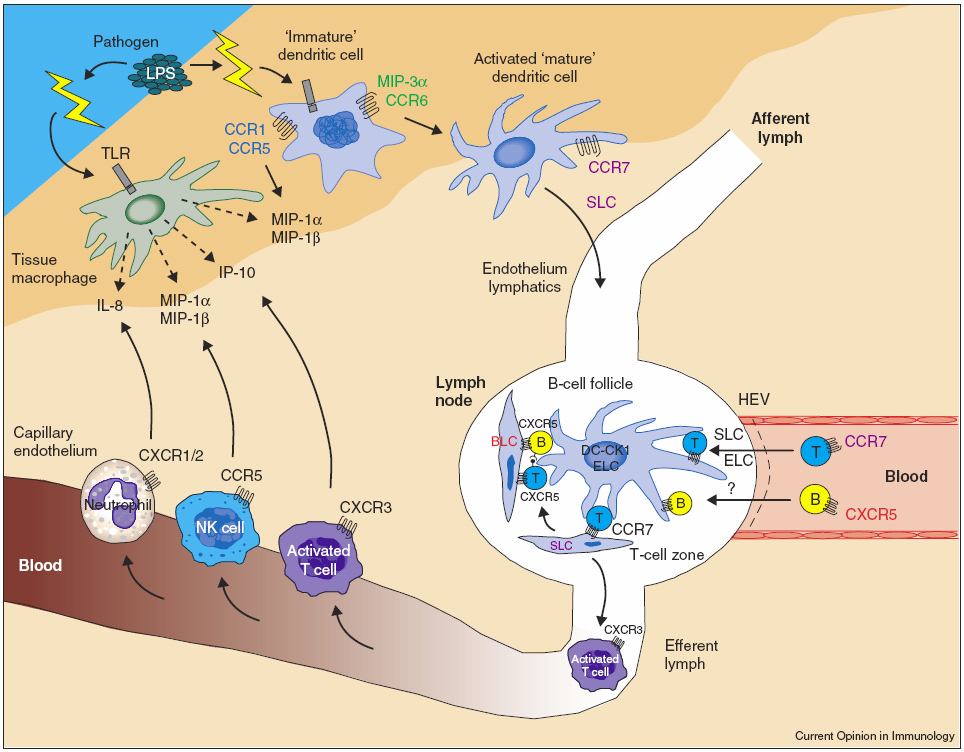 Pathogen
LPS
'Immature'
dendritic cell
MIP-3α
CCR6
Activated 'mature'
dendritic cell
CCR1
CCR5
TLR
CCR7
SLC
Afferent
lymph
MIP-1α
MIP-1β
Tissue
macrophage
IP-10
IL-8
MIP-1α
MIP-1β
Endothelium
lymphatics
Lymph
node
B-cell follicle
HEV
Capillary
endothelium
CXCR1/2
CCR5
CXCR3
Neutrophil
NK cell
Activated
T cell
Blood
CXCR5
BLC
B
T
CXCR5
DC-CK1
ELC
T
SLC
ELC
T
CCR7
Blood
?
B
B
CXCR5
T
CCR7
SLC
T-cell zone
CXCR3
Activated
T cell
Efferent
lymph
Current Opinion in Immunology